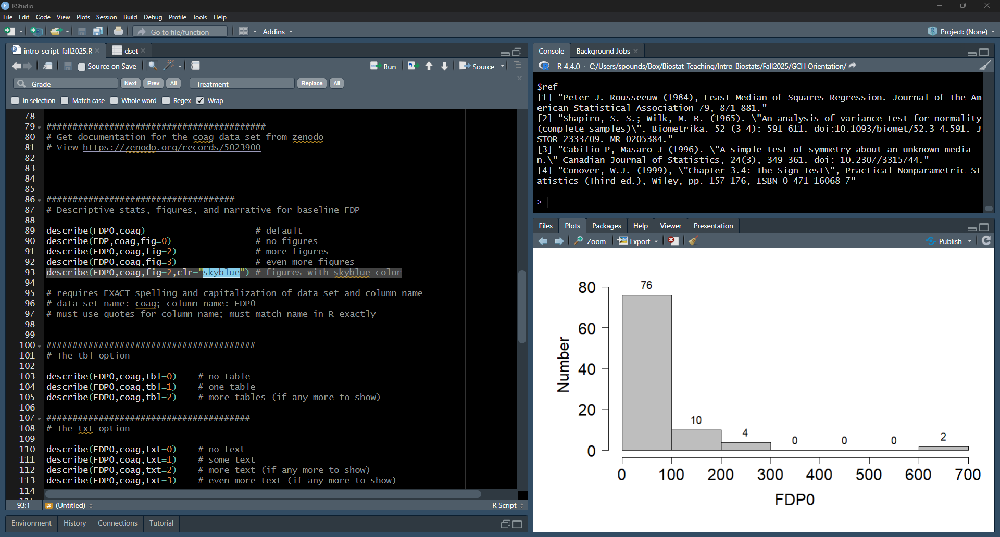 RStudio
File Edit Code View Plots Session Build Debug Profile Tools Help
Go to file/function Addins Project: (None)
intro-script-fall2025.R dset
Source on Save Run Source
Grade Next Prev All Treatment Replace All
In selection Match case Whole word Regex Wrap
78
79 ##########################################
80 # Get documentation for the coag data set from zenodo
81 # View https://zenodo.org/records/5023900
82
83
84
85
86 ####################################
87 # Descriptive stats, figures, and narrative for baseline FDP
88
89 describe(FDP0,coag) # default
90 describe(FDP,coag,fig=0) # no figures
91 describe(FDP0,coag,fig=2) # more figures
92 describe(FDP0,coag,fig=3) # even more figures
93 describe(FDP0,coag,fig=2,clr="skyblue") # figures with skyblue color
94
95 # requires EXACT spelling and capitalization of data set and column name
96 # data set name: coag; column name: FDP0
97 # must use quotes for column name; must match name in R exactly
98
99
100 ########################################
101 # The tbl option
102
103 describe(FDP0,coag,tbl=0) # no table
104 describe(FDP0,coag,tbl=1) # one table
105 describe(FDP0,coag,tbl=2) # more tables (if any more to show)
106
107 #######################################
108 # The txt option
109
110 describe(FDP0,coag,txt=0) # no text
111 describe(FDP0,coag,txt=1) # some text
112 describe(FDP0,coag,txt=2) # more text (if any more to show)
113 describe(FDP0,coag,txt=3) # even more text (if any more to show)
114
93:1 # (Untitled) R Script
Environment History Connections Tutorial
Console Background Jobs
R 4.4.0 · C:/Users/spounds/Box/Biostat-Teaching/Intro-Biostats/Fall2025/GCH Orientation/
$ref
[1] "Peter J. Rousseeuw (1984), Least Median of Squares Regression. Journal of the Am
erican Statistical Association 79, 871-881."
[2] "Shapiro, S. S.; Wilk, M. B. (1965). \"An analysis of variance test for normality
(complete samples)\". Biometrika. 52 (3-4): 591-611. doi:10.1093/biomet/52.3-4.591. J
STOR 2333709. MR 0205384."
[3] "Cabilio P, Masaro J (1996). \"A simple test of symmetry about an unknown media
n.\" Canadian Journal of Statistics, 24(3), 349-361. doi: 10.2307/3315744."
[4] "Conover, W.J. (1999), \"Chapter 3.4: The Sign Test\", Practical Nonparametric St
atistics (Third ed.), Wiley, pp. 157-176, ISBN 0-471-16068-7"
>
Files Plots Packages Help Viewer Presentation
Zoom Export Publish
Number
80
60
40
20
0
76
10
4
0
0
0
2
0 100 200 300 400 500 600 700
FDP0